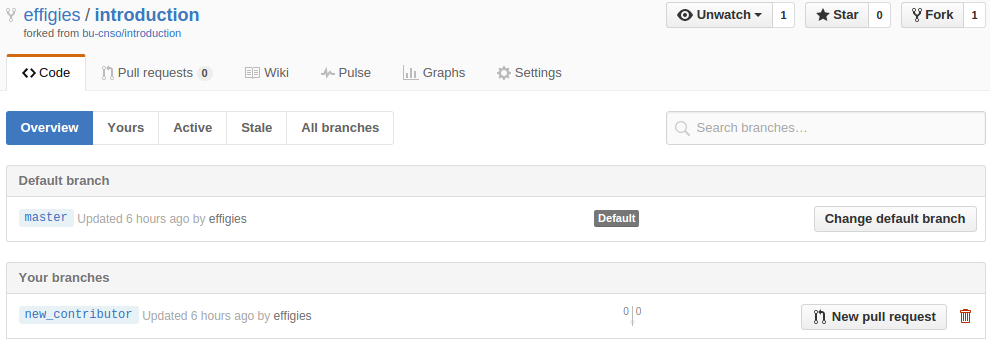 effigies / introduction
Unwatch 1 Star 0 Fork 1
forked from bu-cnso/introduction
Code Pull requests 0 Wiki Pulse Graphs Settings
Overview Yours Active Stale All branches Search branches…
Default branch
master Updated 6 hours ago by effigies Default Change default branch
Your branches
new_contributor Updated 6 hours ago by effigies 0 0 New pull request